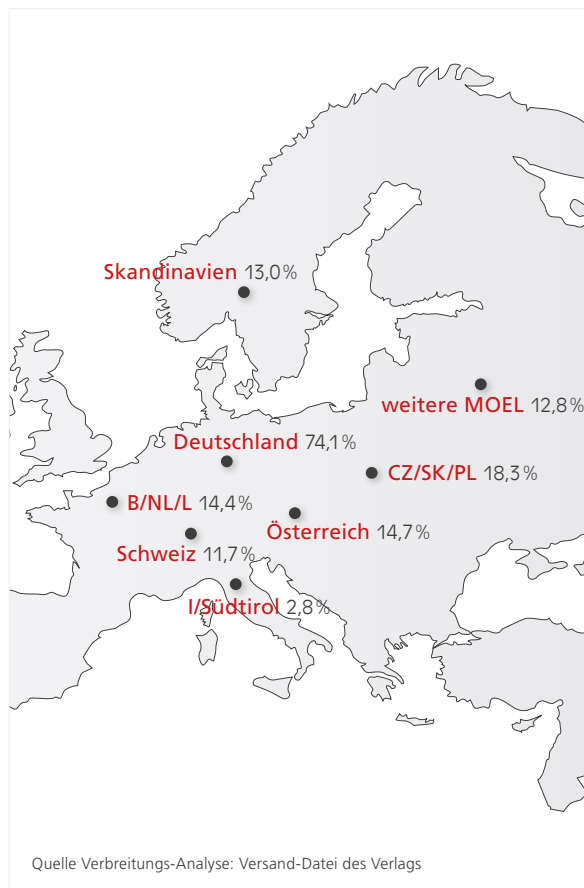 Skandinavien 13,0%
weitere MOEL 12,8%
Deutschland 74,1%
CZ/SK/PL 18,3%
B/NL/L 14,4%
Österreich 14,7%
Schweiz 11,7%
I/Südtirol 2,8%
Quelle Verbreitungs-Analyse: Versand-Datei des Verlags